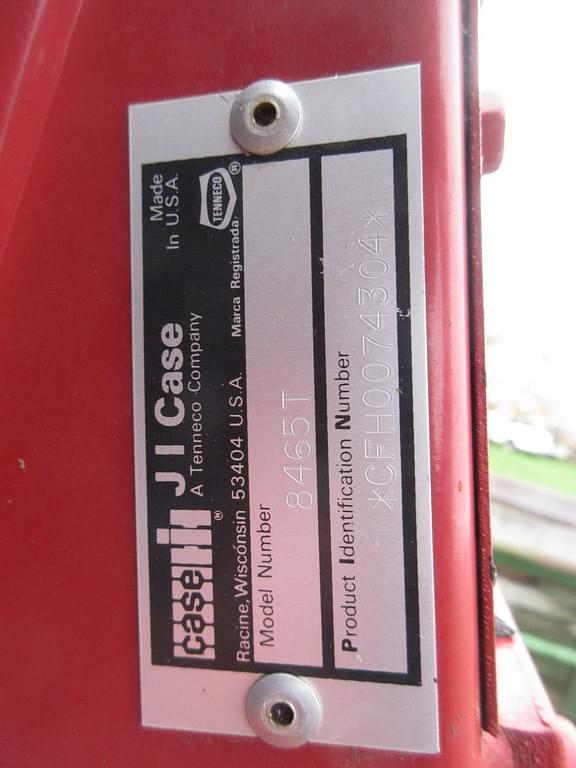 case IH ® J I Case
A Tenneco Company
Made
In U.S.A.
TENNECO ®
Racine, Wisconsin 53404 U.S.A. Marca Registrada
Model Number
8465T
Product Identification Number
*CFH0074304*